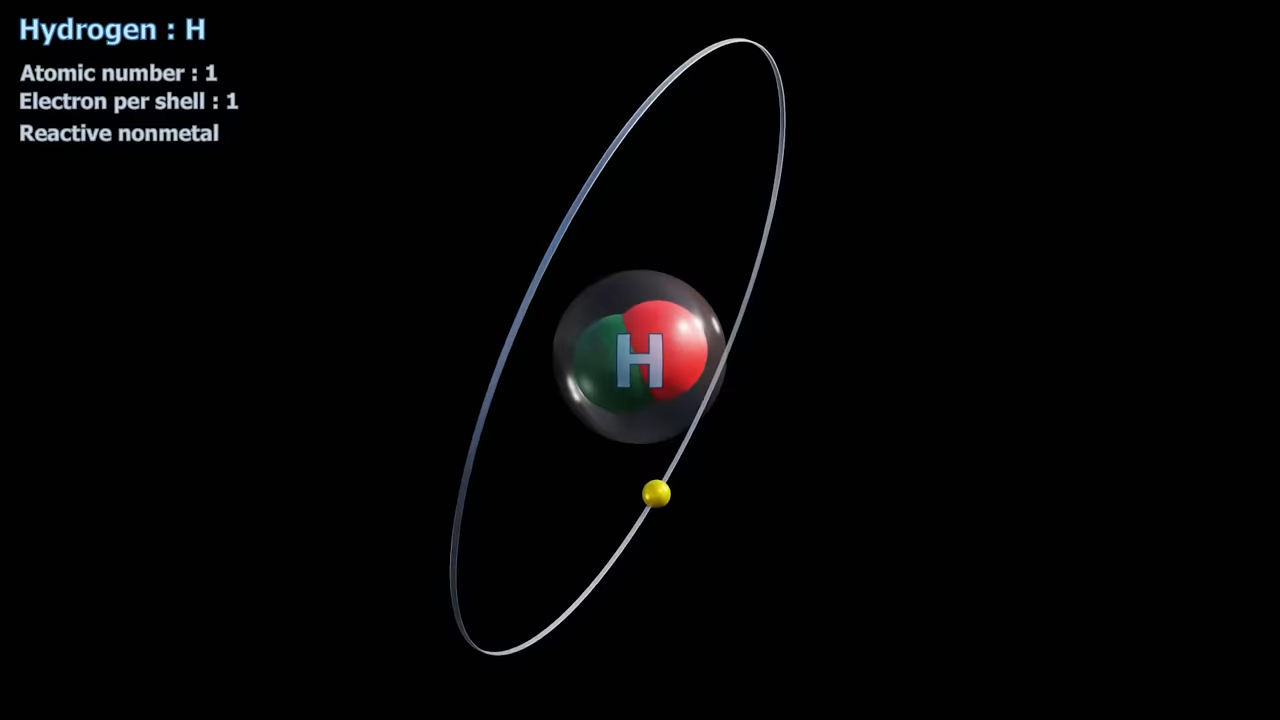 Hydrogen : H
Atomic number : 1
Electron per shell : 1
Reactive nonmetal
H